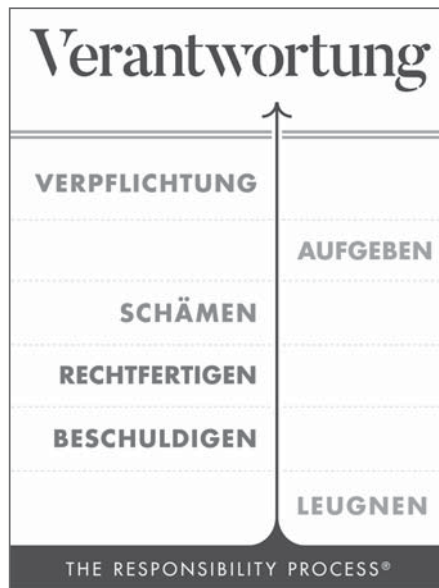 Verantwortung
VERPFLICHTUNG
AUFGEBEN
SCHÄMEN
RECHTFERTIGEN
BESCHULDIGEN
LEUGNEN
THE RESPONSIBILITY PROCESS®